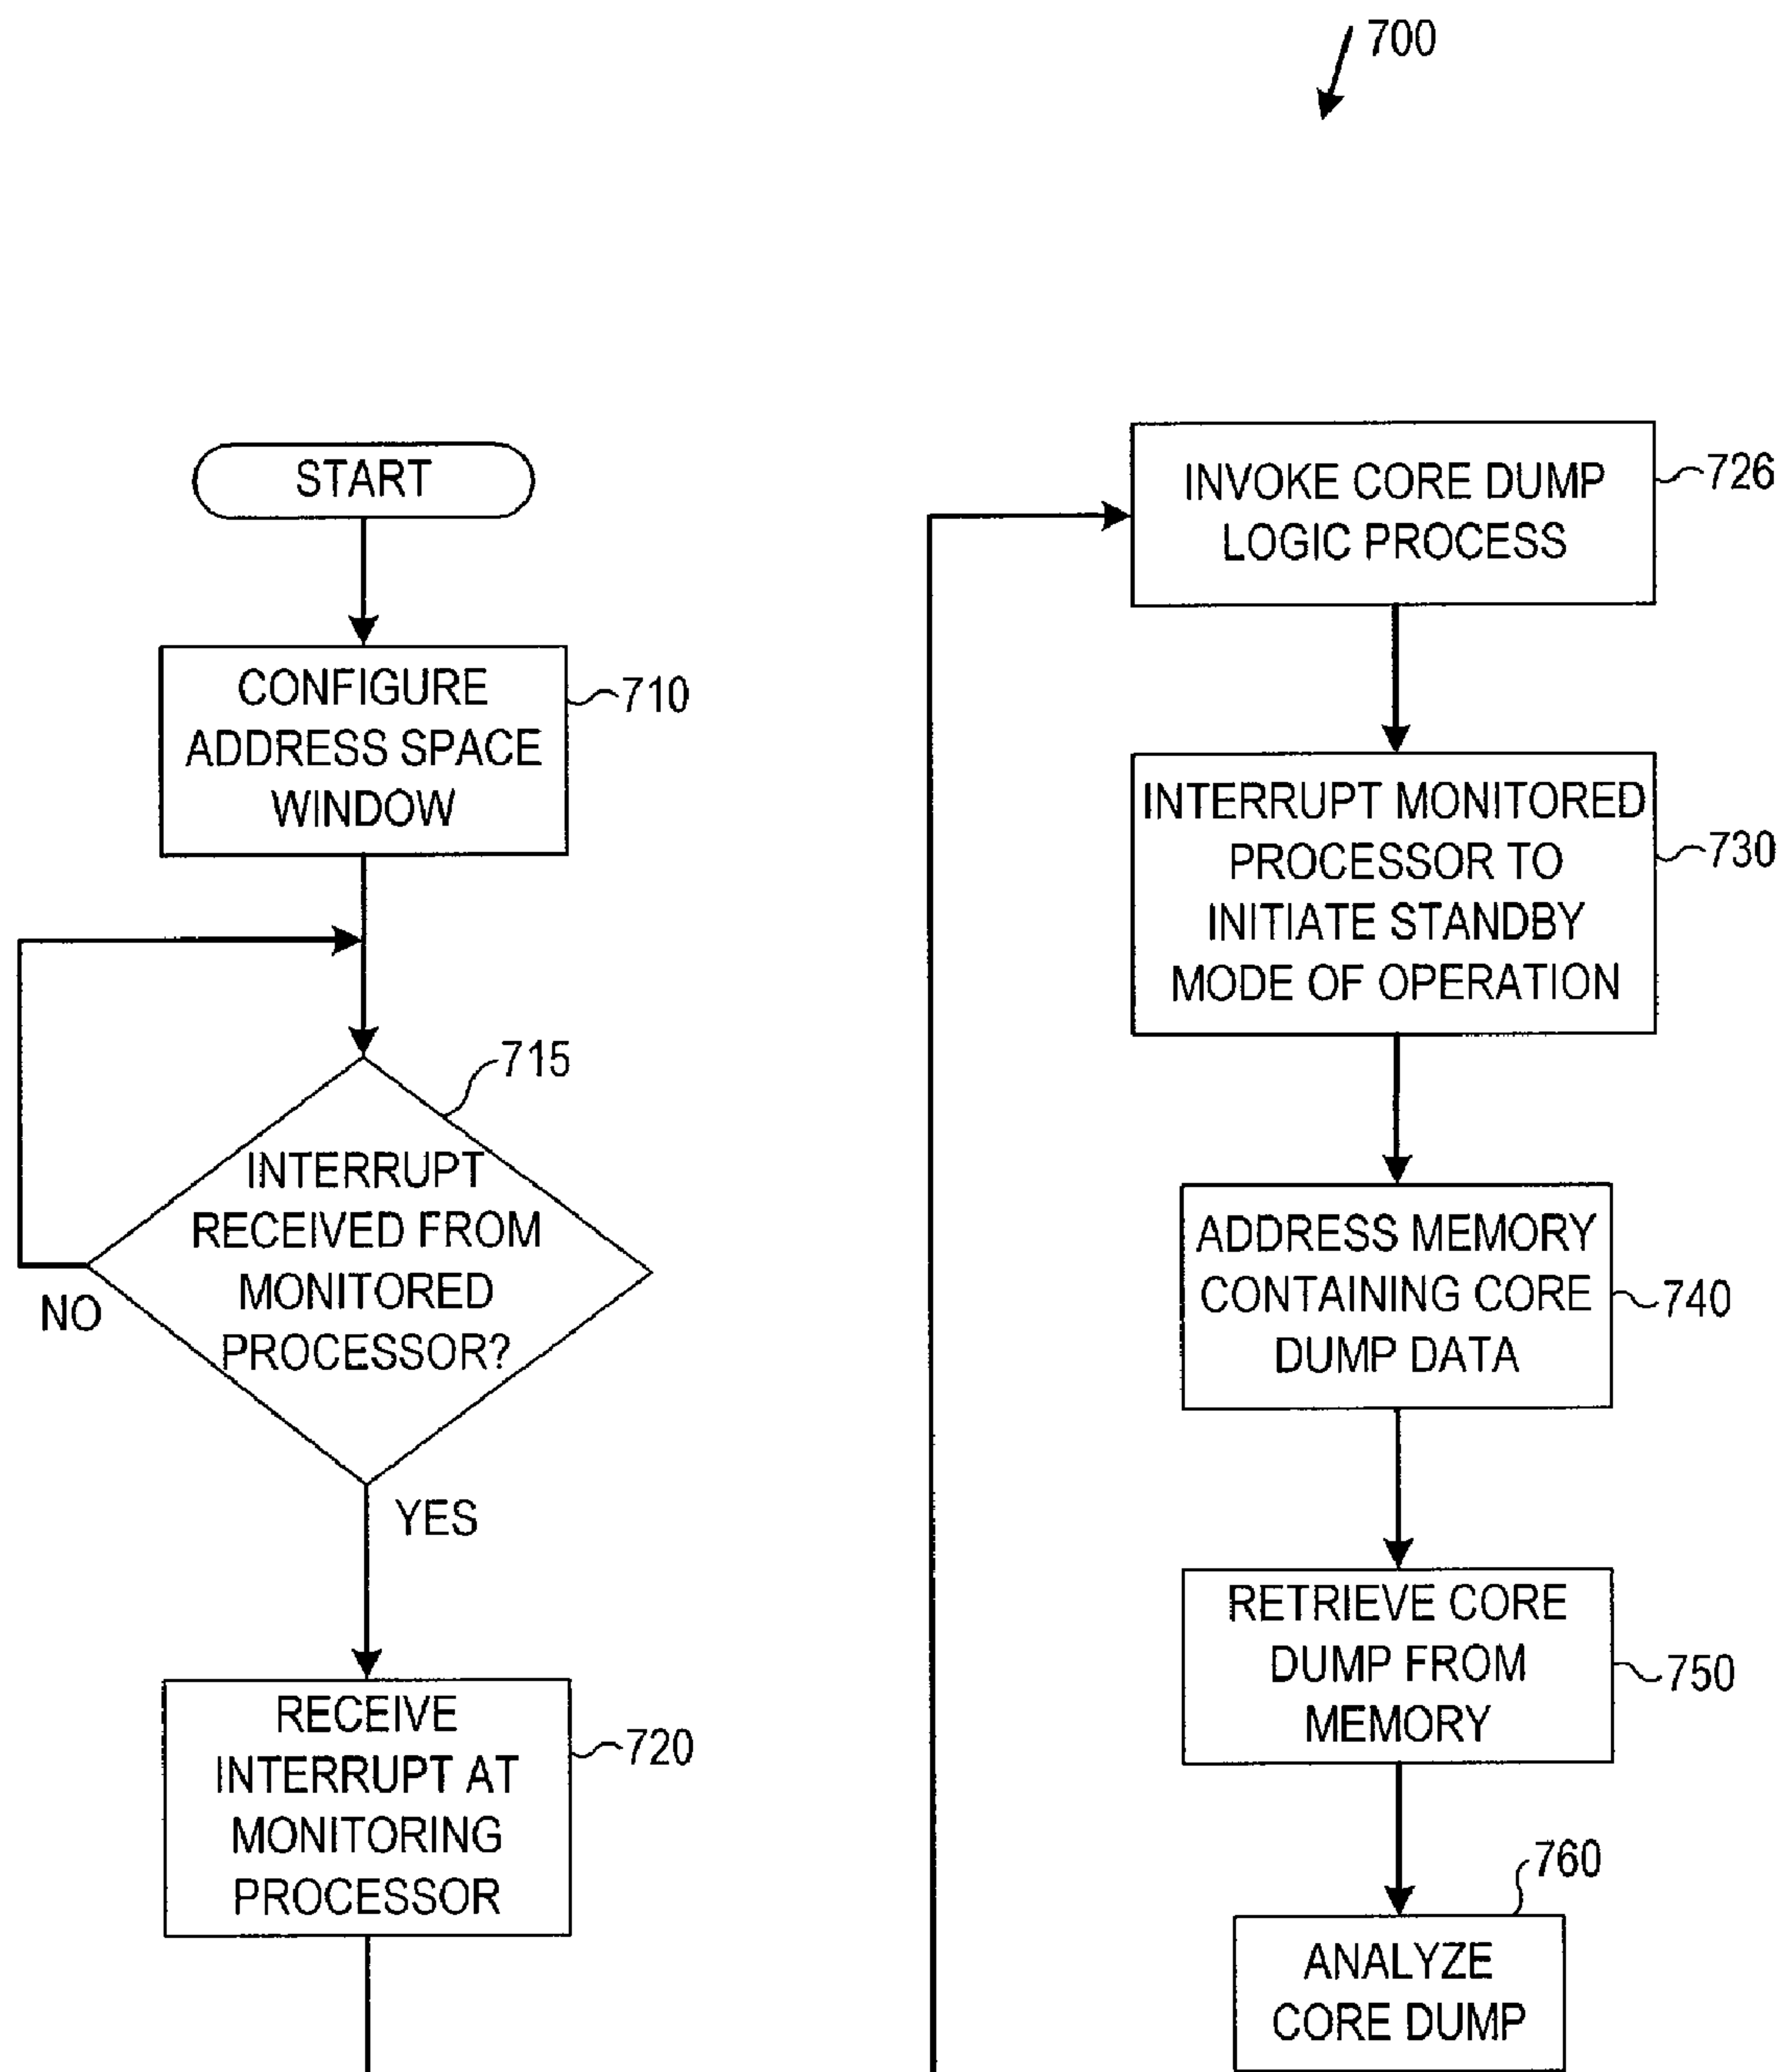 700
START
CONFIGURE
ADDRESS SPACE
WINDOW
710
715
INTERRUPT
RECEIVED FROM
MONITORED
PROCESSOR?
NO
YES
RECEIVE
INTERRUPT AT
MONITORING
PROCESSOR
720
INVOKE CORE DUMP
LOGIC PROCESS
726
INTERRUPT MONITORED
PROCESSOR TO
INITIATE STANDBY
MODE OF OPERATION
730
ADDRESS MEMORY
CONTAINING CORE
DUMP DATA
740
RETRIEVE CORE
DUMP FROM
MEMORY
750
760
ANALYZE
CORE DUMP